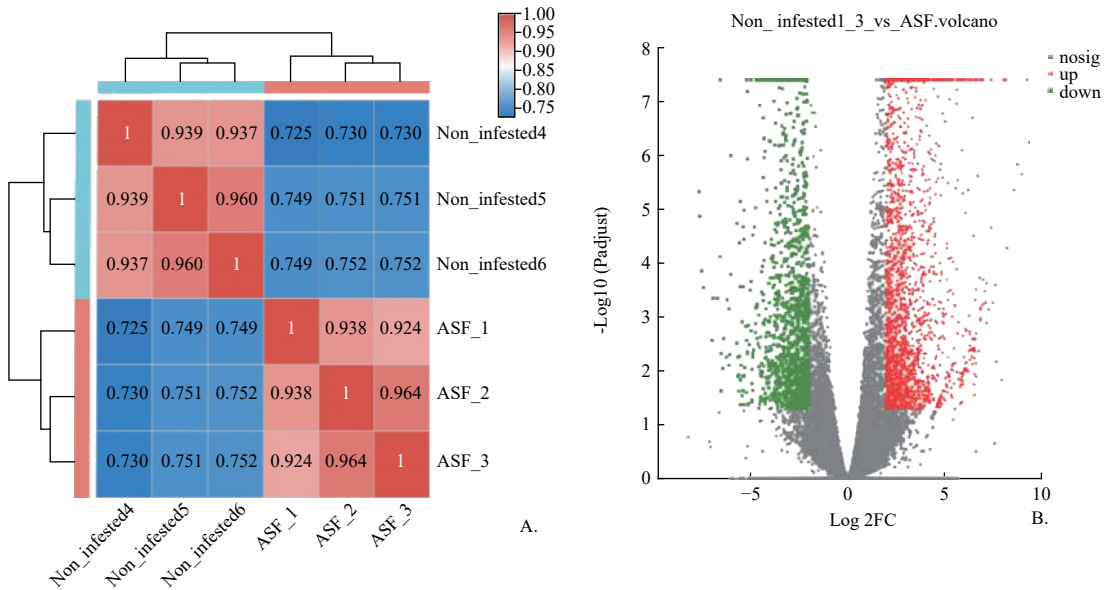 1.00
0.95
0.90
0.85
0.80
0.75
1 0.939 0.937 0.725 0.730 0.730 Non_infested4
0.939 1 0.960 0.749 0.751 0.751 Non_infested5
0.937 0.960 1 0.749 0.752 0.752 Non_infested6
0.725 0.749 0.749 1 0.938 0.924 ASF_1
0.730 0.751 0.752 0.938 1 0.964 ASF_2
0.730 0.751 0.752 0.924 0.964 1 ASF_3
Non_infested4
Non_infested5
Non_infested6
ASF_1
ASF_2
ASF_3
A.
Non_ infested1_3_vs_ASF.volcano
nosig
up
down
8
7
6
5
4
3
2
1
0
-Log10 (Padjust)
−5 0 5 10
Log 2FC
B.